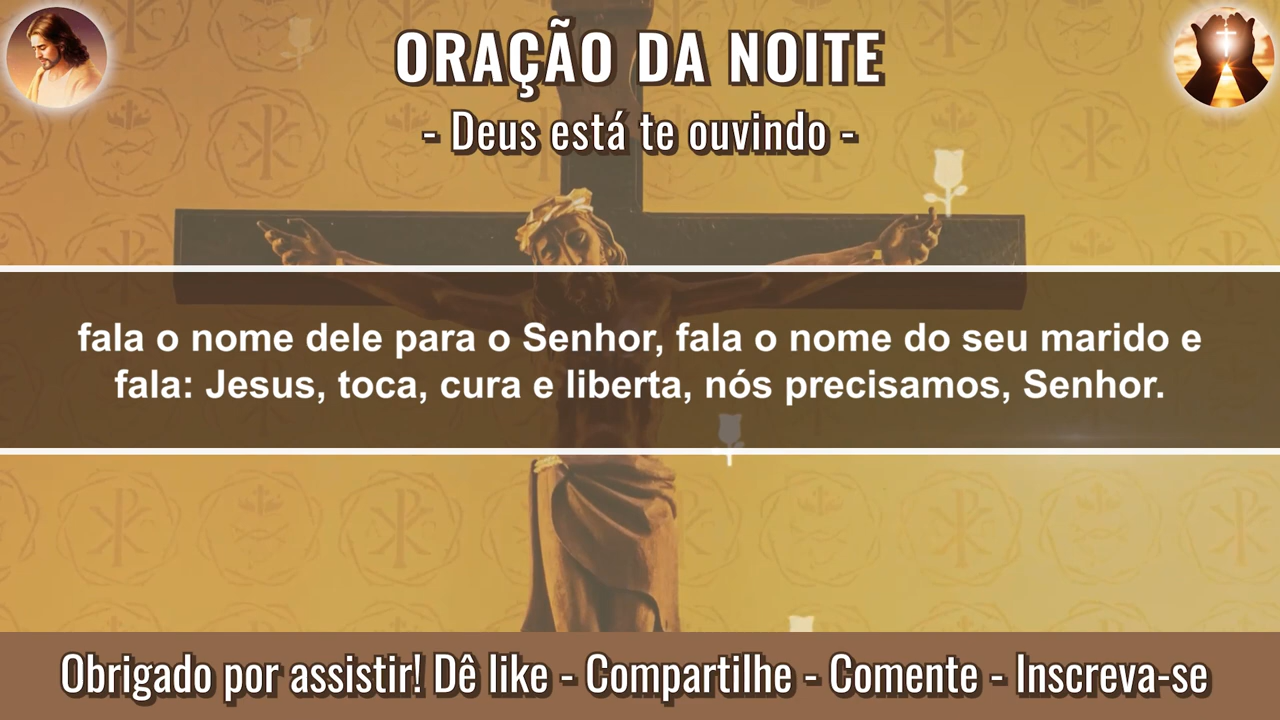 ORAÇÃO DA NOITE
- Deus está te ouvindo -
fala o nome dele para o Senhor, fala o nome do seu marido e
fala: Jesus, toca, cura e liberta, nós precisamos, Senhor.
Obrigado por assistir! Dê like - Compartilhe - Comente - Inscreva-se